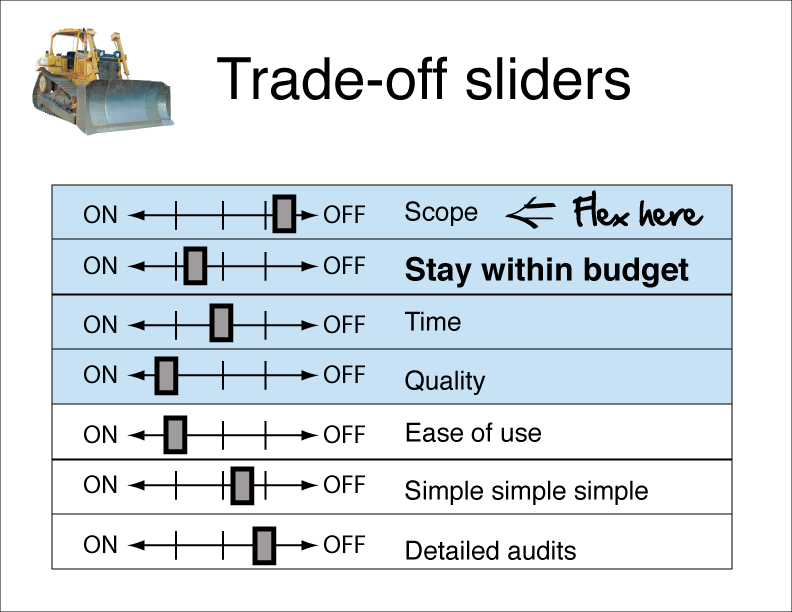 Trade-off sliders
ON OFF Scope Flex here
ON OFF Stay within budget
ON OFF Time
ON OFF Quality
ON OFF Ease of use
ON OFF Simple simple simple
ON OFF Detailed audits